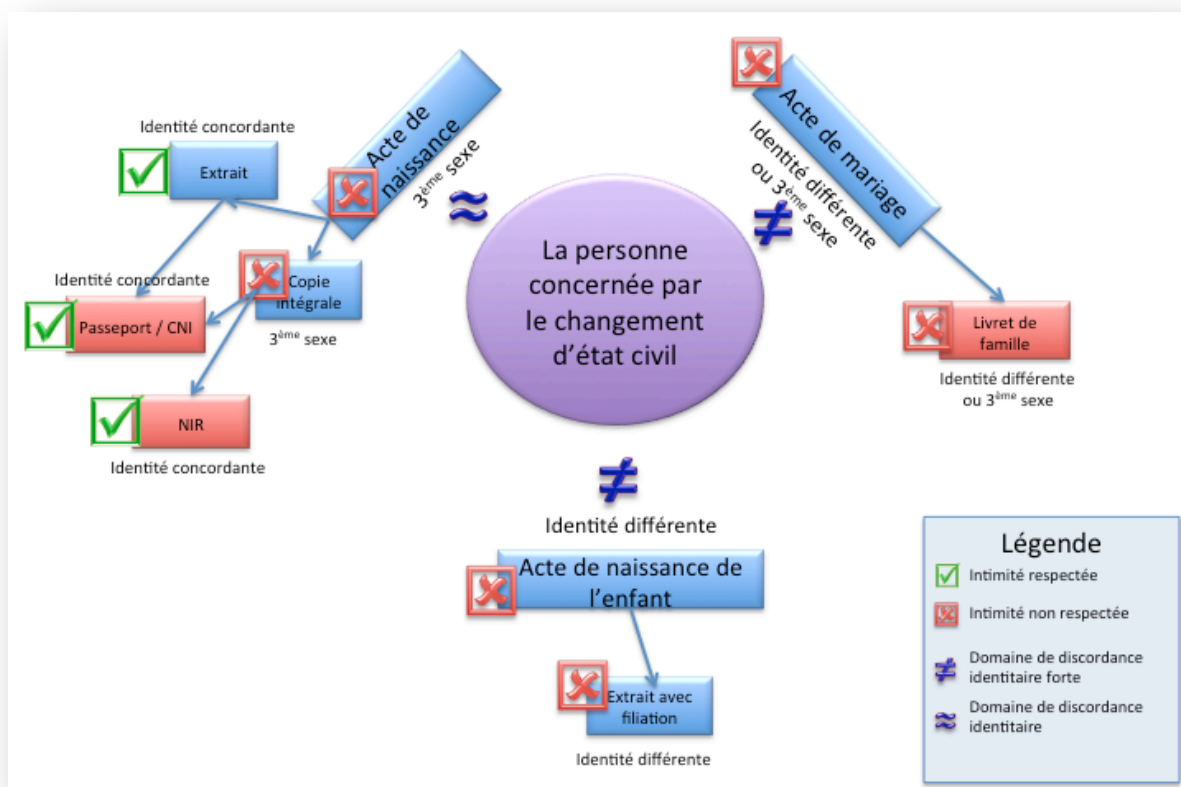 Identité concordante
Extrait
Acte de
naissance
3ème sexe
≈
Identité concordante
Passeport / CNI
Copie
intégrale
3ème sexe
NIR
Identité concordante
La personne
concernée par
le changement
d’état civil
Acte de mariage
Identité différente
ou 3ème sexe
≠
Livret de
famille
Identité différente
ou 3ème sexe
≠
Identité différente
Acte de naissance de
l’enfant
Extrait avec
filiation
Identité différente
Légende
Intimité respectée
Intimité non respectée
≠ Domaine de discordance
identitaire forte
≈ Domaine de discordance
identitaire